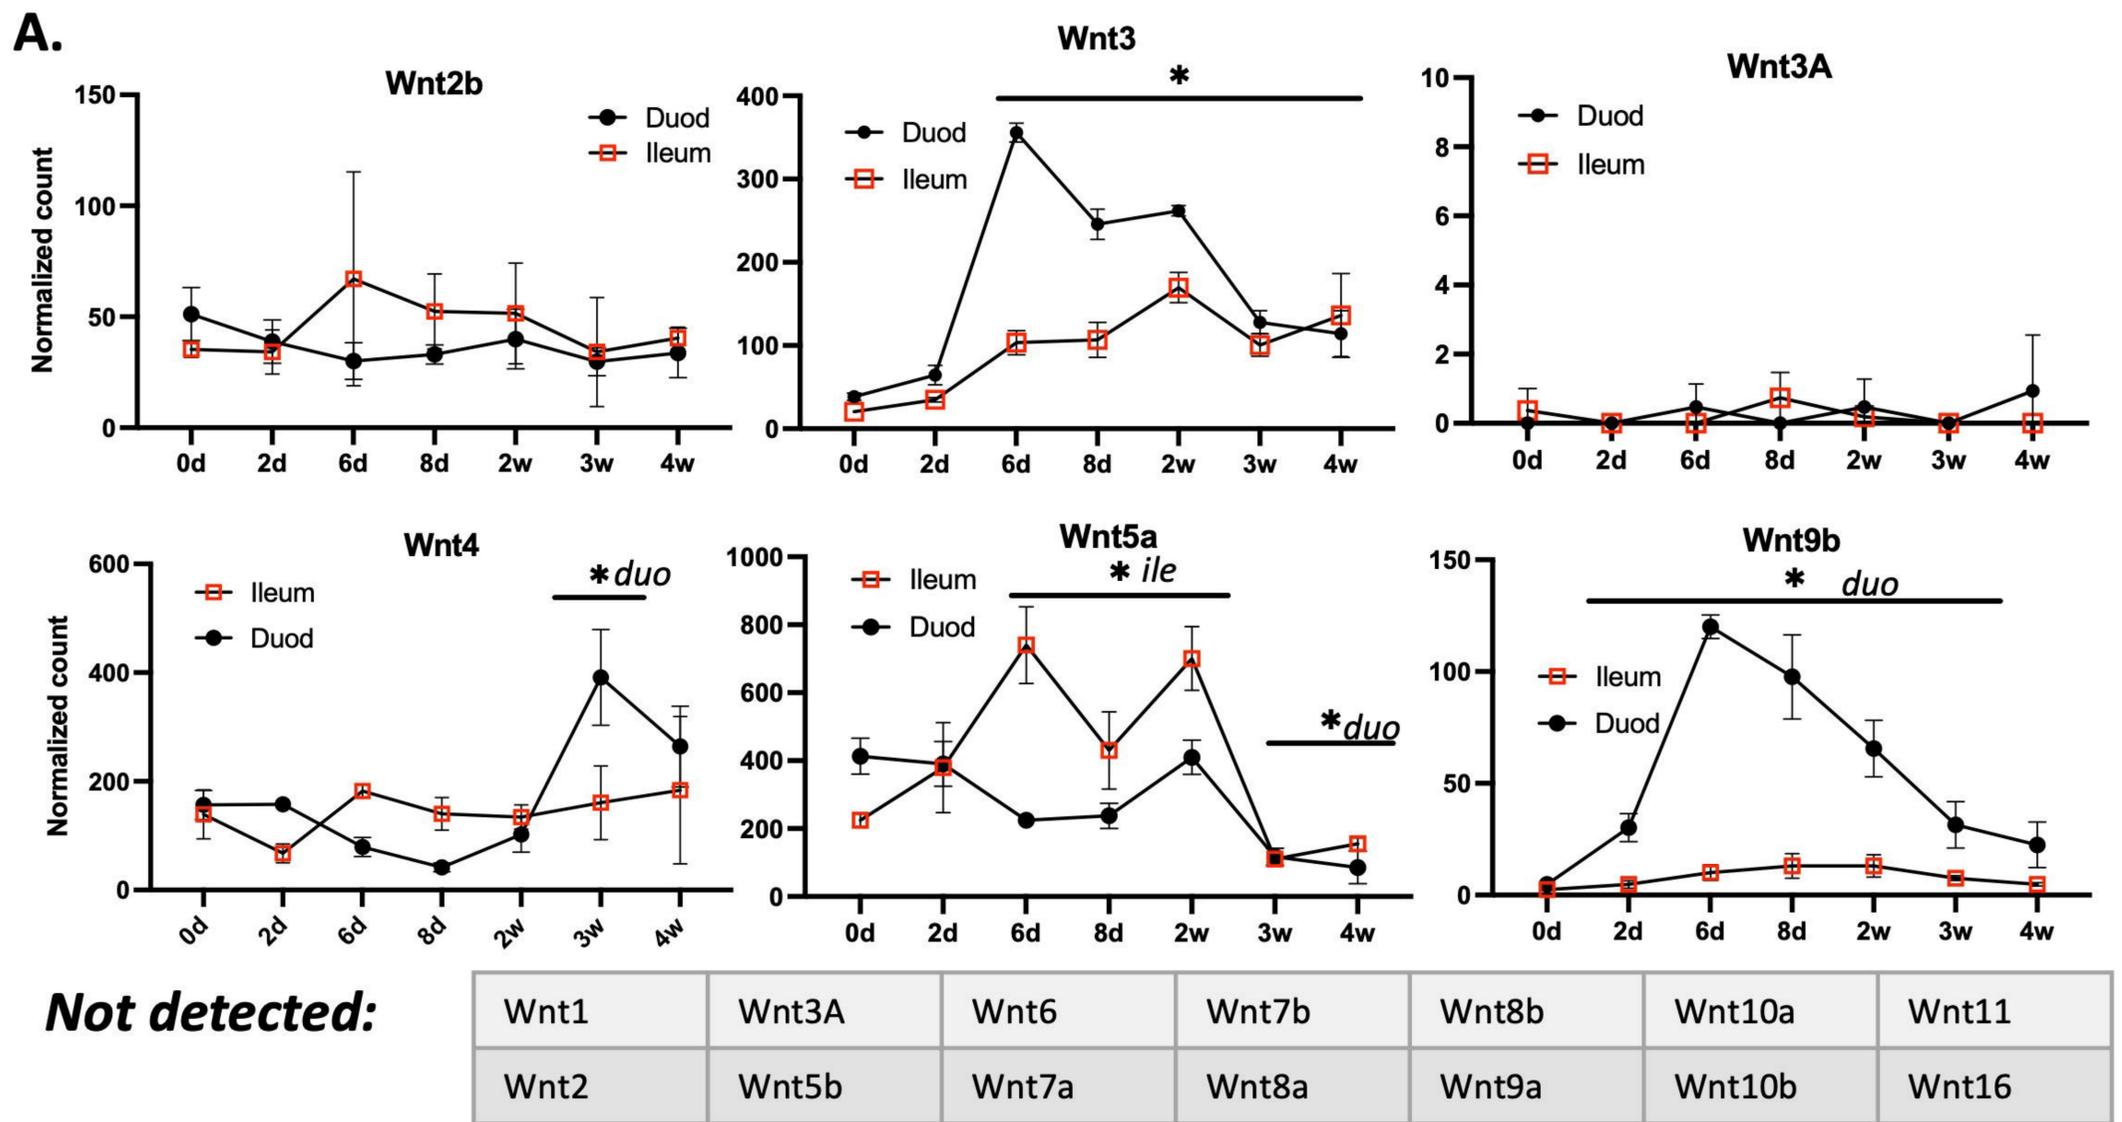 A.
Wnt2b
150
100
50
0
Normalized count
Duod
Ileum
0d 2d 6d 8d 2w 3w 4w
Wnt3
*
400
300
200
100
0
Duod
Ileum
0d 2d 6d 8d 2w 3w 4w
Wnt3A
10
8
6
4
2
0
Duod
Ileum
0d 2d 6d 8d 2w 3w 4w
Wnt4
600
400
200
0
Normalized count
Ileum
Duod
* duo
0d 2d 6d 8d 2w 3w 4w
Wnt5a
1000
800
600
400
200
0
* ile
Ileum
Duod
*duo
0d 2d 6d 8d 2w 3w 4w
Wnt9b
150
100
50
0
* duo
Ileum
Duod
0d 2d 6d 8d 2w 3w 4w
Not detected:
Wnt1 Wnt3A Wnt6 Wnt7b Wnt8b Wnt10a Wnt11
Wnt2 Wnt5b Wnt7a Wnt8a Wnt9a Wnt10b Wnt16